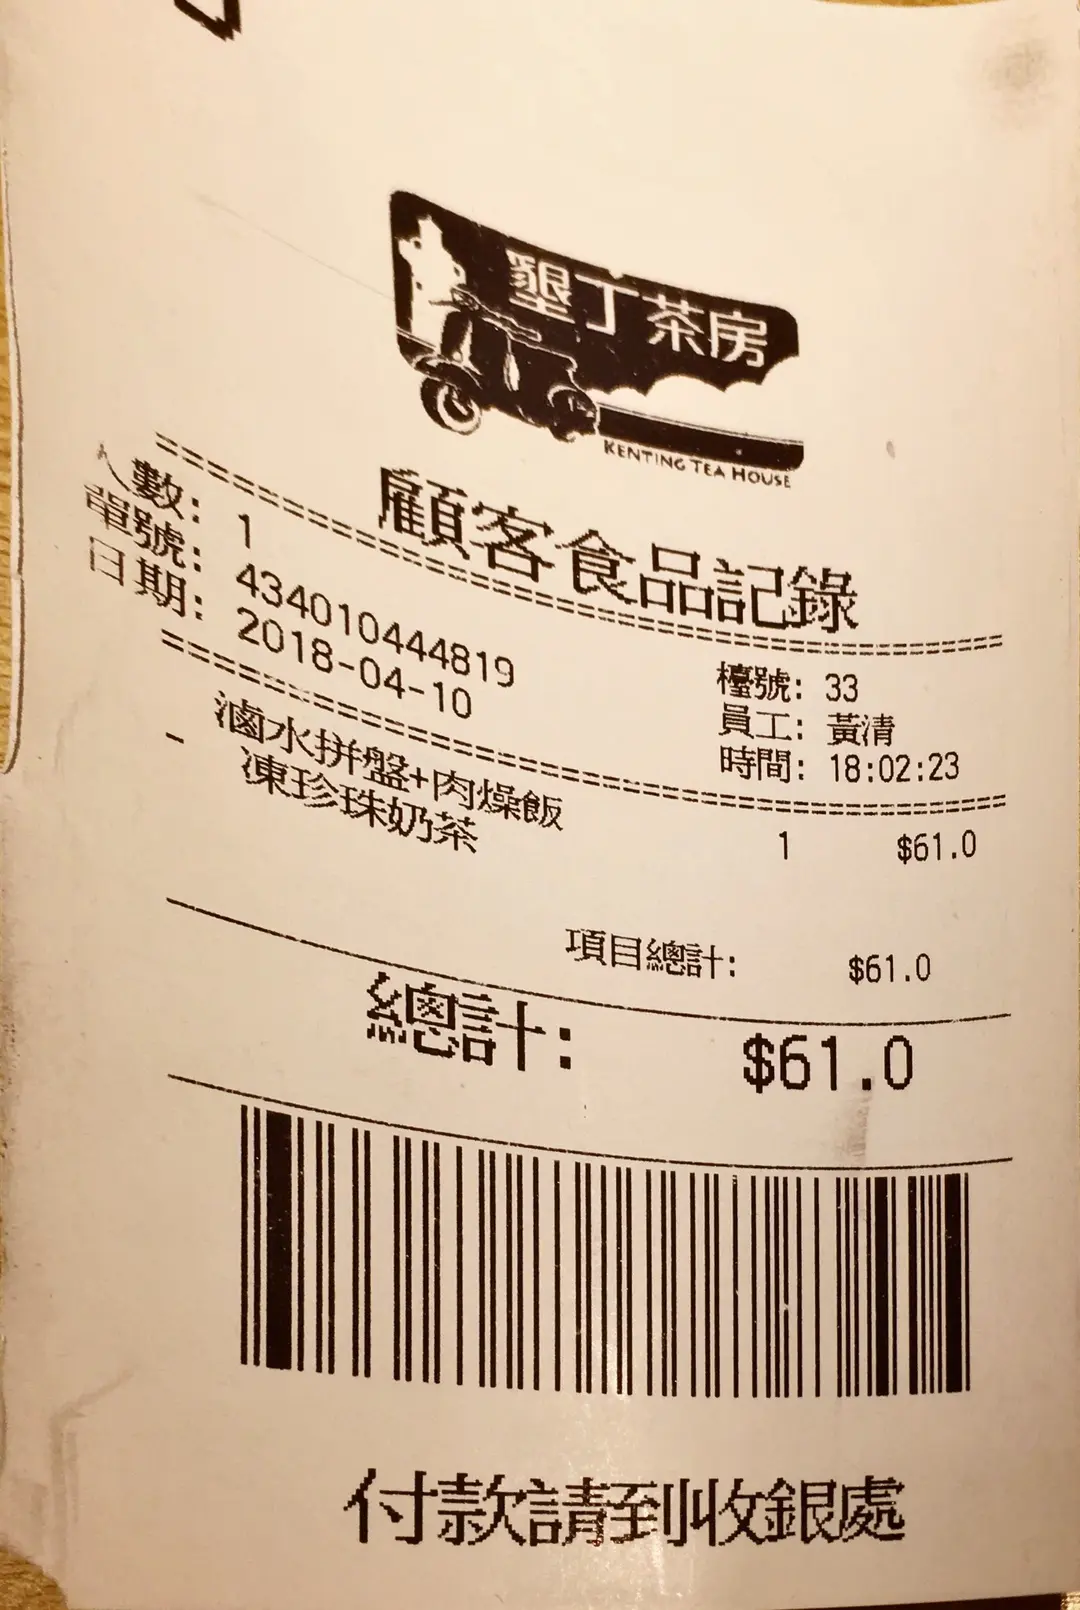 墾丁茶房
KENTING TEA HOUSE
顧客食品記錄
人數: 1
單號: 434010444819 檯號: 33
日期: 2018-04-10 員工: 黃清
時間: 18:02:23
滷水拼盤+肉燥飯 1 $61.0
- 凍珍珠奶茶
項目總計: $61.0
總計: $61.0
付款請到收銀處